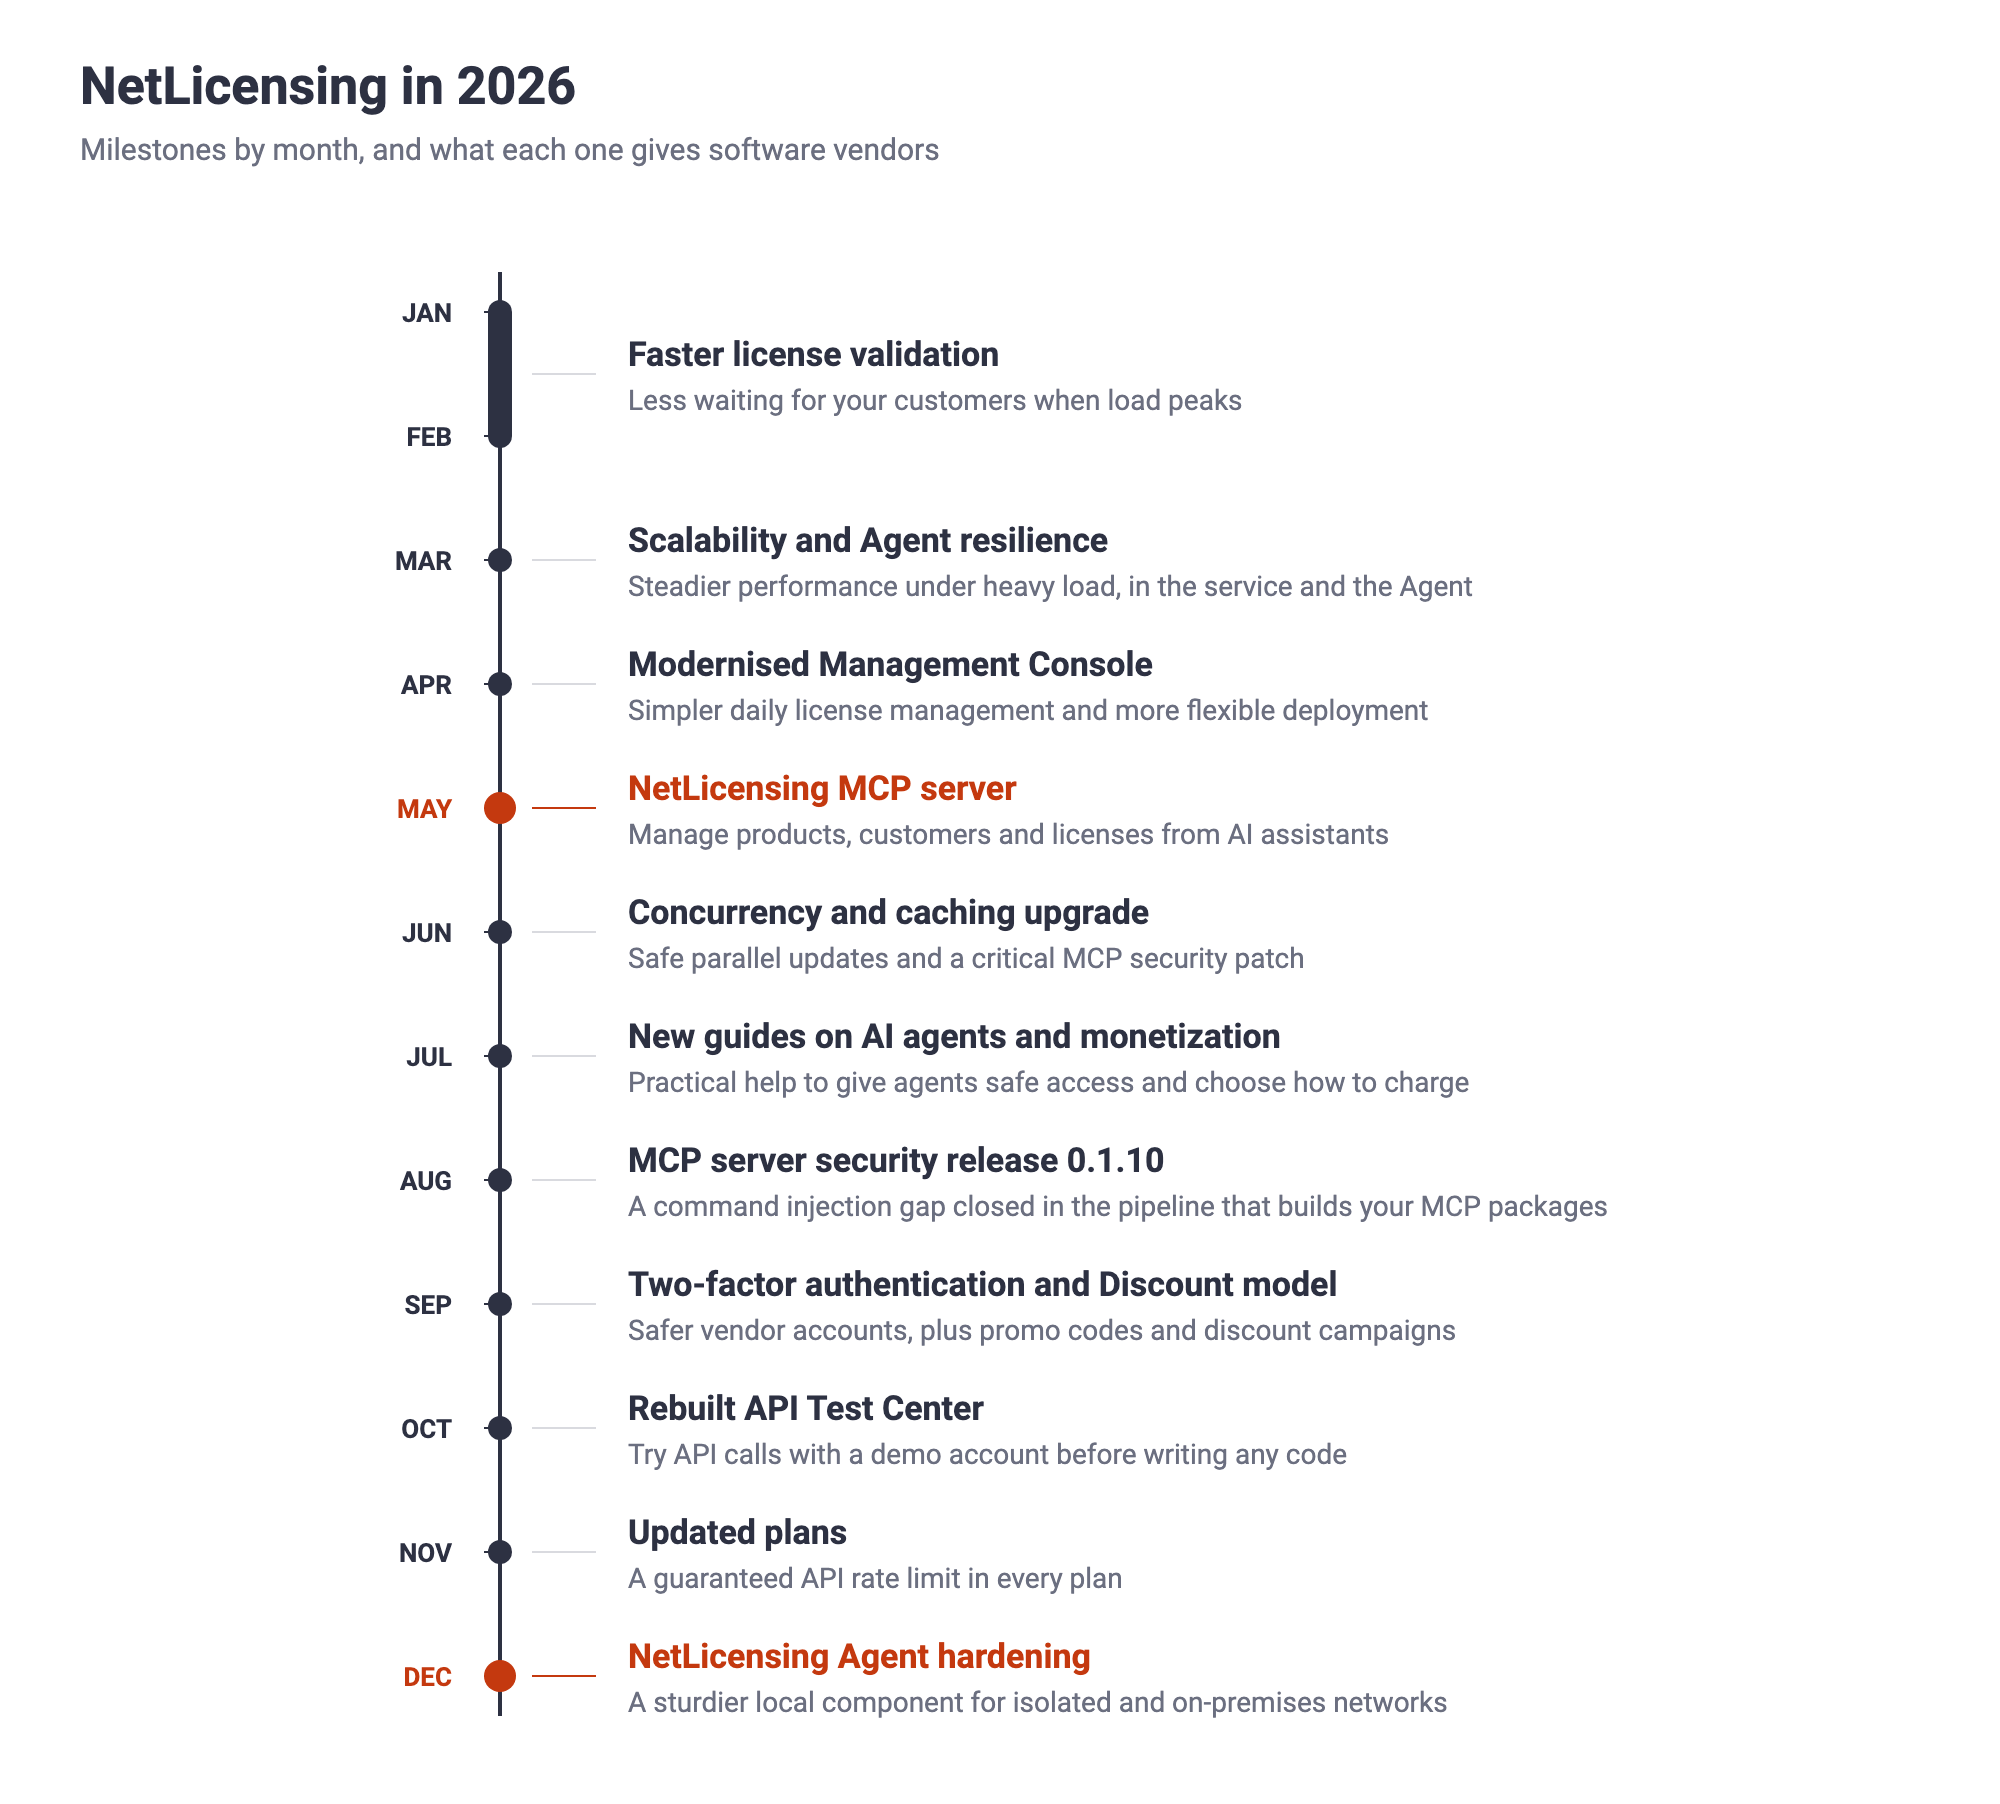 NetLicensing in 2026
Milestones by month, and what each one gives software vendors
JAN
Faster license validation
Less waiting for your customers when load peaks
FEB
MAR
Scalability and Agent resilience
Steadier performance under heavy load, in the service and the Agent
APR
Modernised Management Console
Simpler daily license management and more flexible deployment
MAY
NetLicensing MCP server
Manage products, customers and licenses from AI assistants
JUN
Concurrency and caching upgrade
Safe parallel updates and a critical MCP security patch
JUL
New guides on AI agents and monetization
Practical help to give agents safe access and choose how to charge
AUG
MCP server security release 0.1.10
A command injection gap closed in the pipeline that builds your MCP packages
SEP
Two-factor authentication and Discount model
Safer vendor accounts, plus promo codes and discount campaigns
OCT
Rebuilt API Test Center
Try API calls with a demo account before writing any code
NOV
Updated plans
A guaranteed API rate limit in every plan
DEC
NetLicensing Agent hardening
A sturdier local component for isolated and on-premises networks